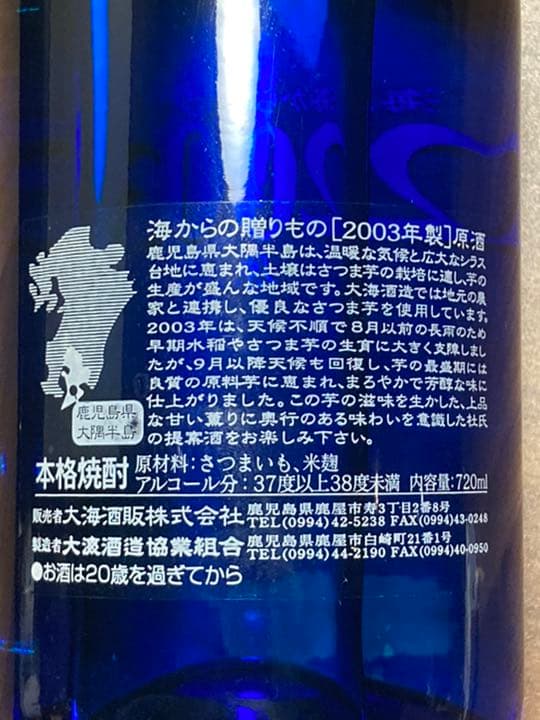 海からの贈りもの[2003年製]原酒
鹿児島県大隅半島は、温暖な気候と広大なシラス
台地に恵まれ、土壌はさつま芋の栽培に適し、芋の
生産が盛んな地域です。大海酒造では地元の農
家と連携し、優良なさつま芋を使用しています。
2003年は、天候不順で8月以前の長雨のため
早期水稲やさつま芋の生育に大きく支障しまし
たが、9月以降天候も回復し、芋の最盛期には
良質の原料芋に恵まれ、まろやかで芳醇な味に
仕上がりました。この芋の滋味を生かした、上品
な甘い薫りに奥行のある味わいを意識した杜氏
の提案酒をお楽しみ下さい。
鹿児島県
大隅半島
本格焼酎 原材料:さつまいも、米麹
アルコール分:37度以上38度未満 内容量:720ml
販売者 大海酒販株式会社 鹿児島県鹿屋市寿3丁目2番8号
TEL(0994)42-5238 FAX(0994)43-0248
製造者 大海酒造協業組合 鹿児島県鹿屋市白崎町21番1号
TEL(0994)44-2190 FAX(0994)40-0950
●お酒は20歳を過ぎてから